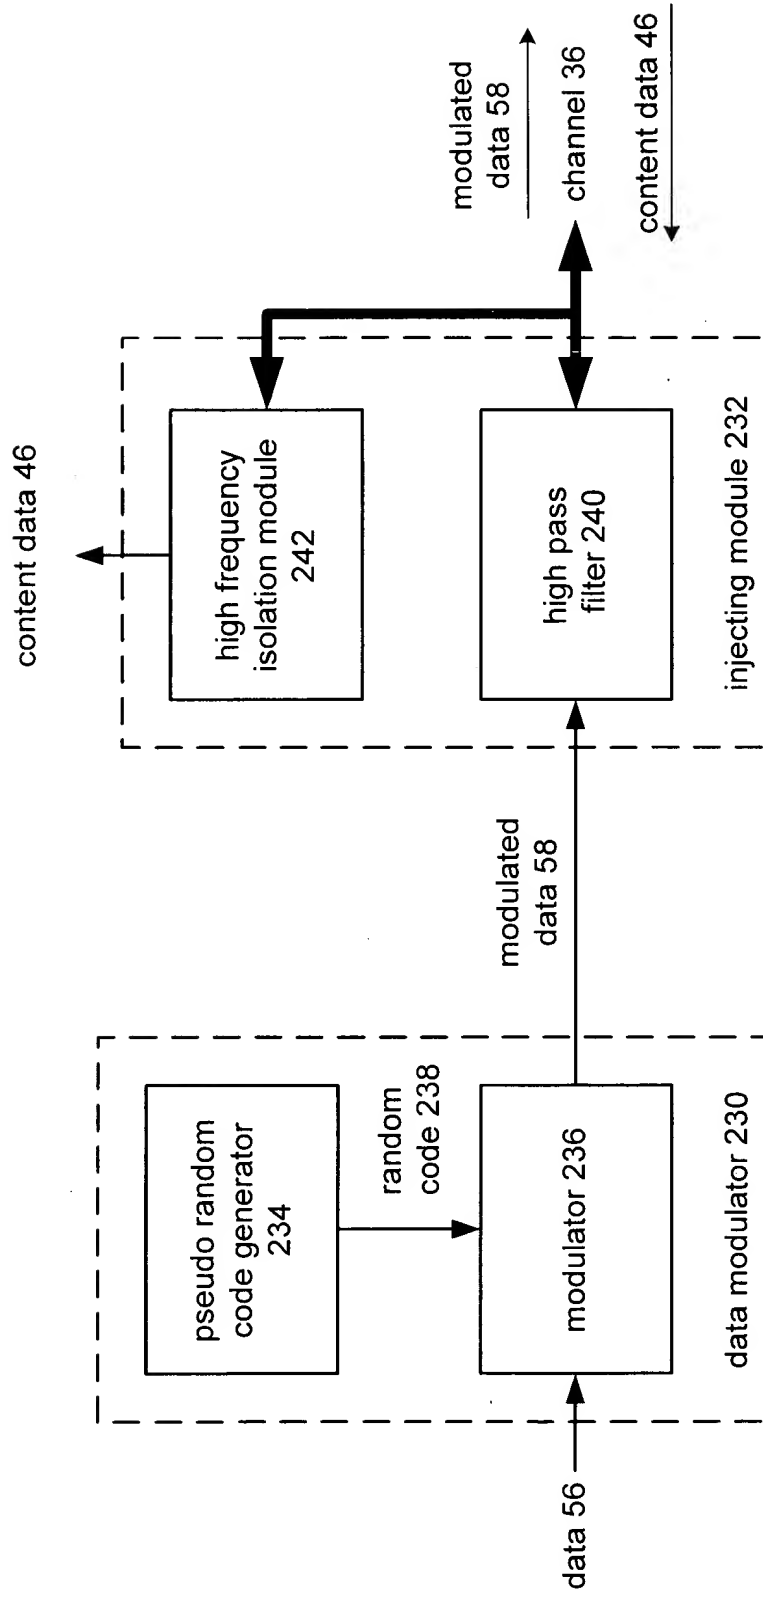 content data 46
high frequency
isolation module
242
modulated
data 58
channel 36
content data 46
pseudo random
code generator
234
random
code 238
modulated
data 58
high pass
filter 240
data 56
modulator 236
data modulator 230
injecting module 232